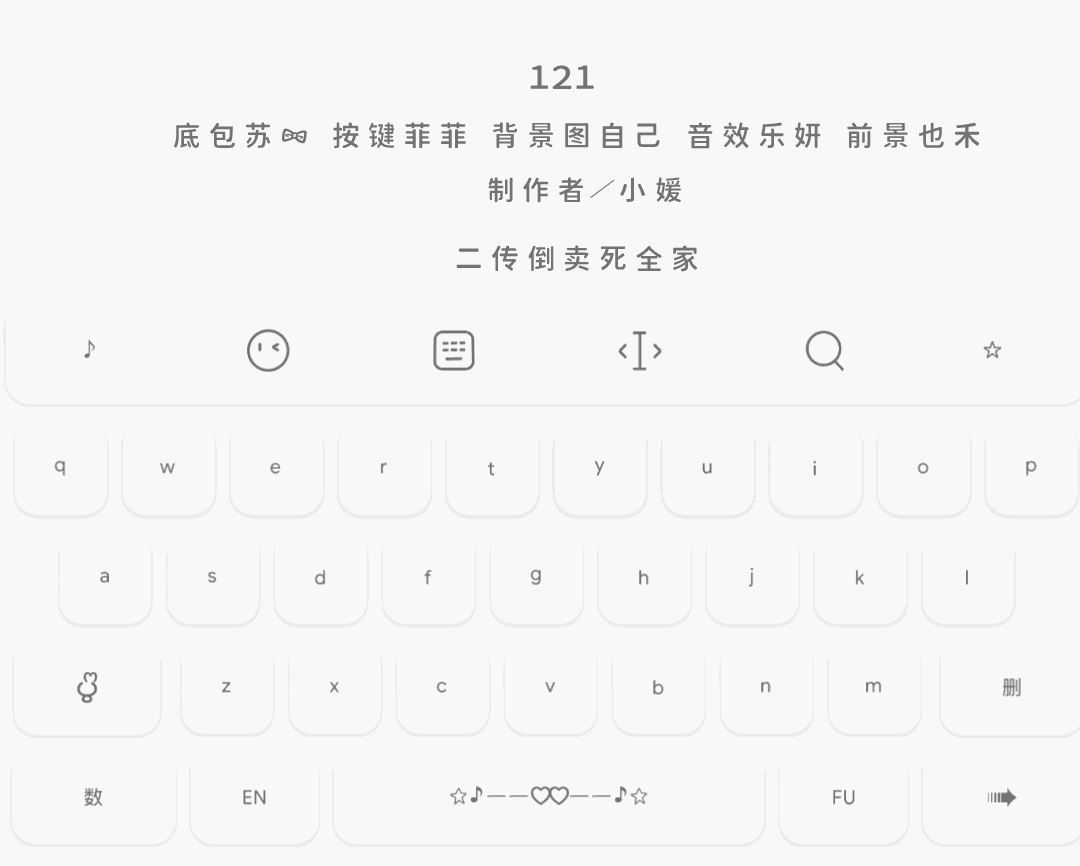 121
底包苏 按键菲菲 背景图自己 音效乐妍 前景也禾
制作者／小媛
二传倒卖死全家
q w e r t y u i o p
a s d f g h j k l
z x c v b n m 删
数 EN ☆♪——♡♡——♪☆ FU